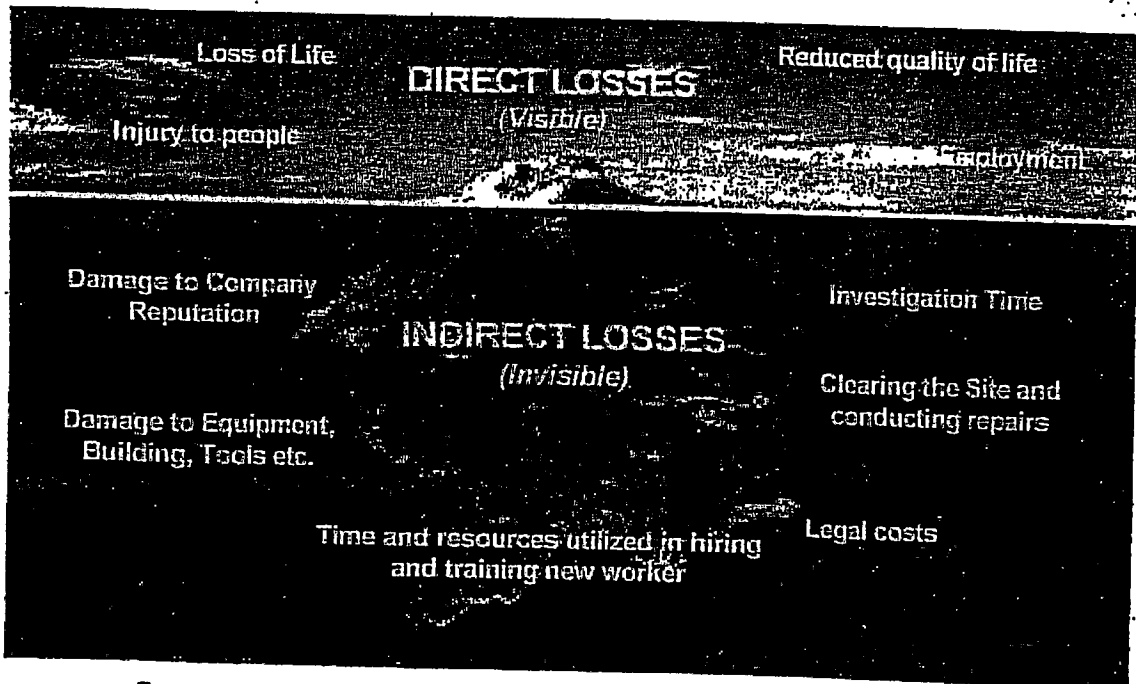 Loss of Life
DIRECT LOSSES
(Visible)
Reduced quality of life
Injury to people
Employment
Damage to Company
Reputation
INDIRECT LOSSES
(Invisible)
Investigation Time
Clearing the Site and
conducting repairs
Damage to Equipment,
Building, Tools etc.
Time and resources utilized in hiring
and training new worker
Legal costs